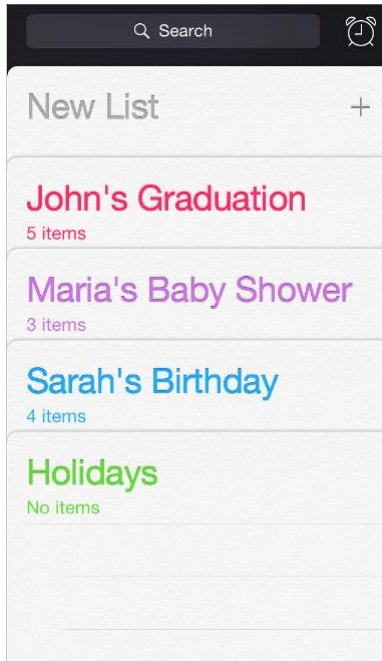 Search
New List
John's Graduation
5 items
Maria's Baby Shower
3 items
Sarah's Birthday
4 items
Holidays
No items